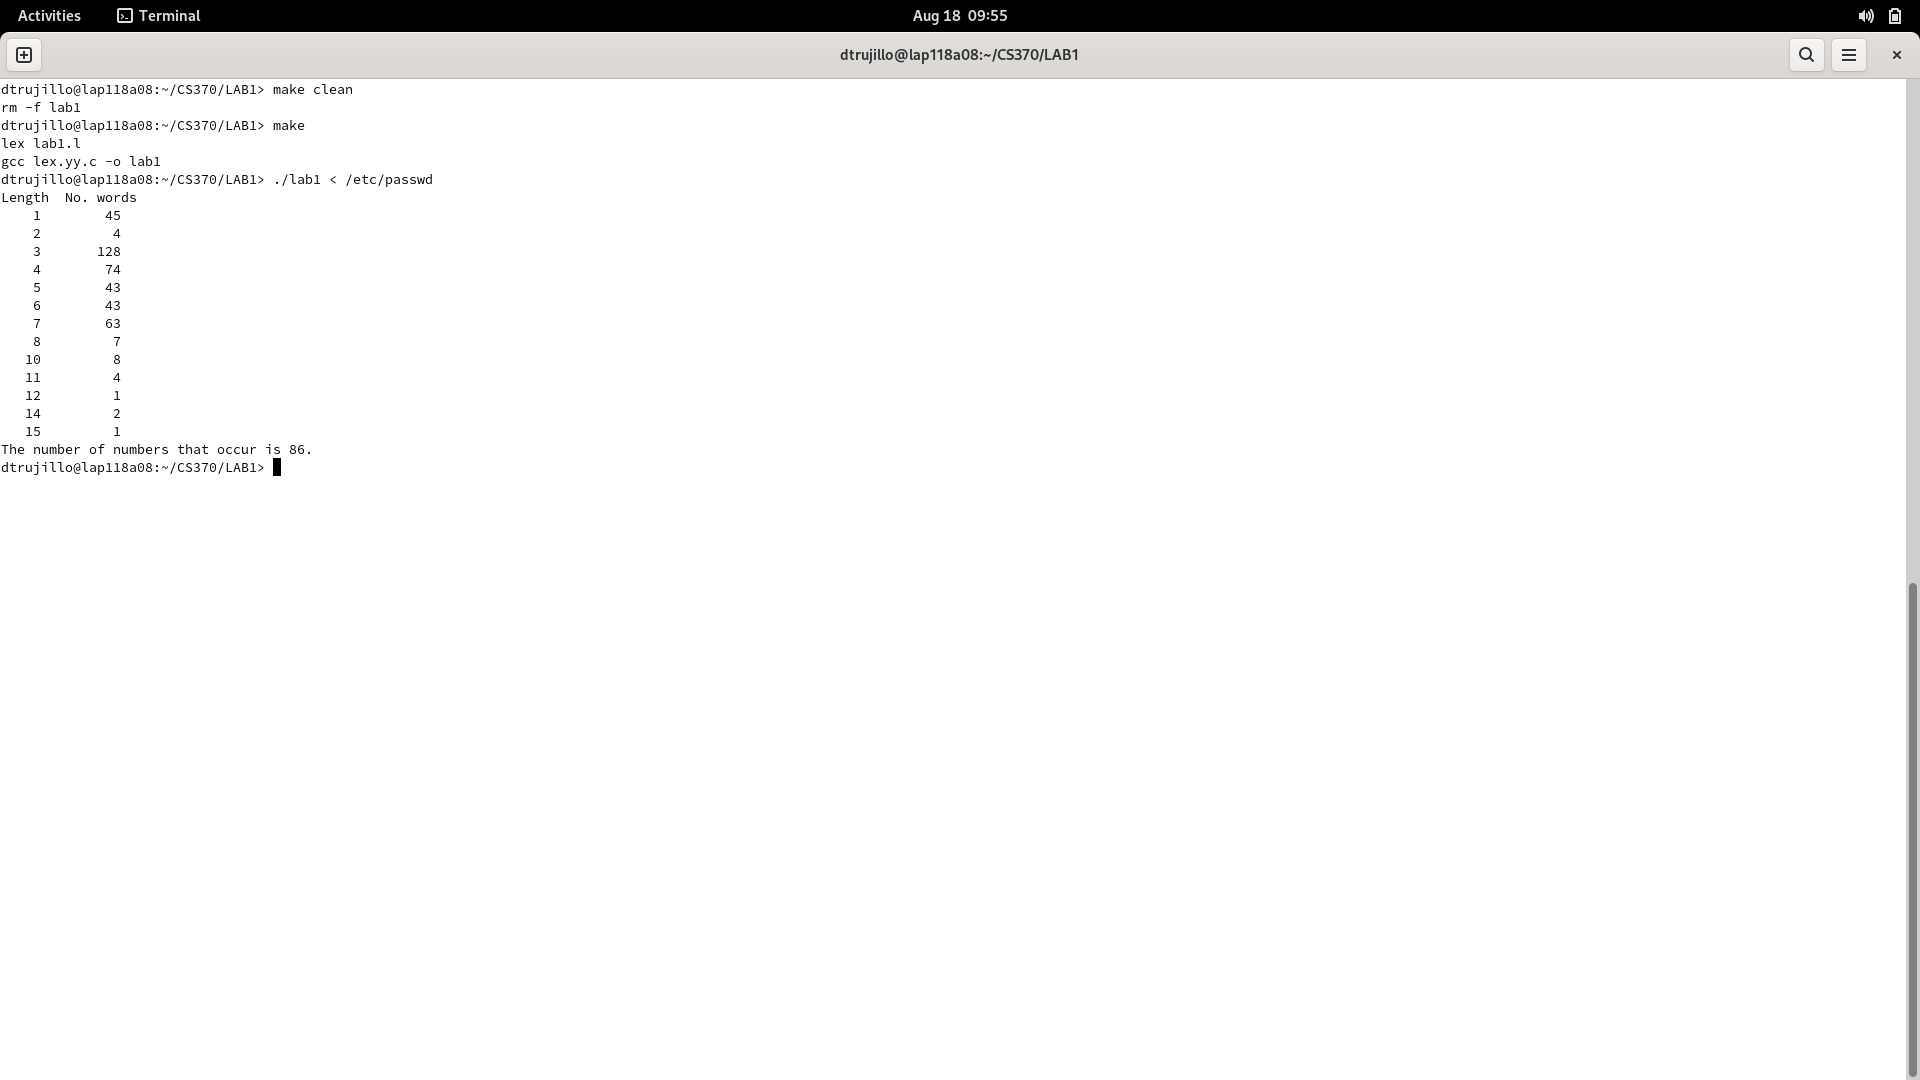 Activities Terminal Aug 18 09:55
dtrujillo@lap118a08:~/CS370/LAB1
dtrujillo@lap118a08:~/CS370/LAB1> make clean
rm -f lab1
dtrujillo@lap118a08:~/CS370/LAB1> make
lex lab1.l
gcc lex.yy.c -o lab1
dtrujillo@lap118a08:~/CS370/LAB1> ./lab1 < /etc/passwd
Length  No. words
    1        45
    2         4
    3       128
    4        74
    5        43
    6        43
    7        63
    8         7
   10         8
   11         4
   12         1
   14         2
   15         1
The number of numbers that occur is 86.
dtrujillo@lap118a08:~/CS370/LAB1>